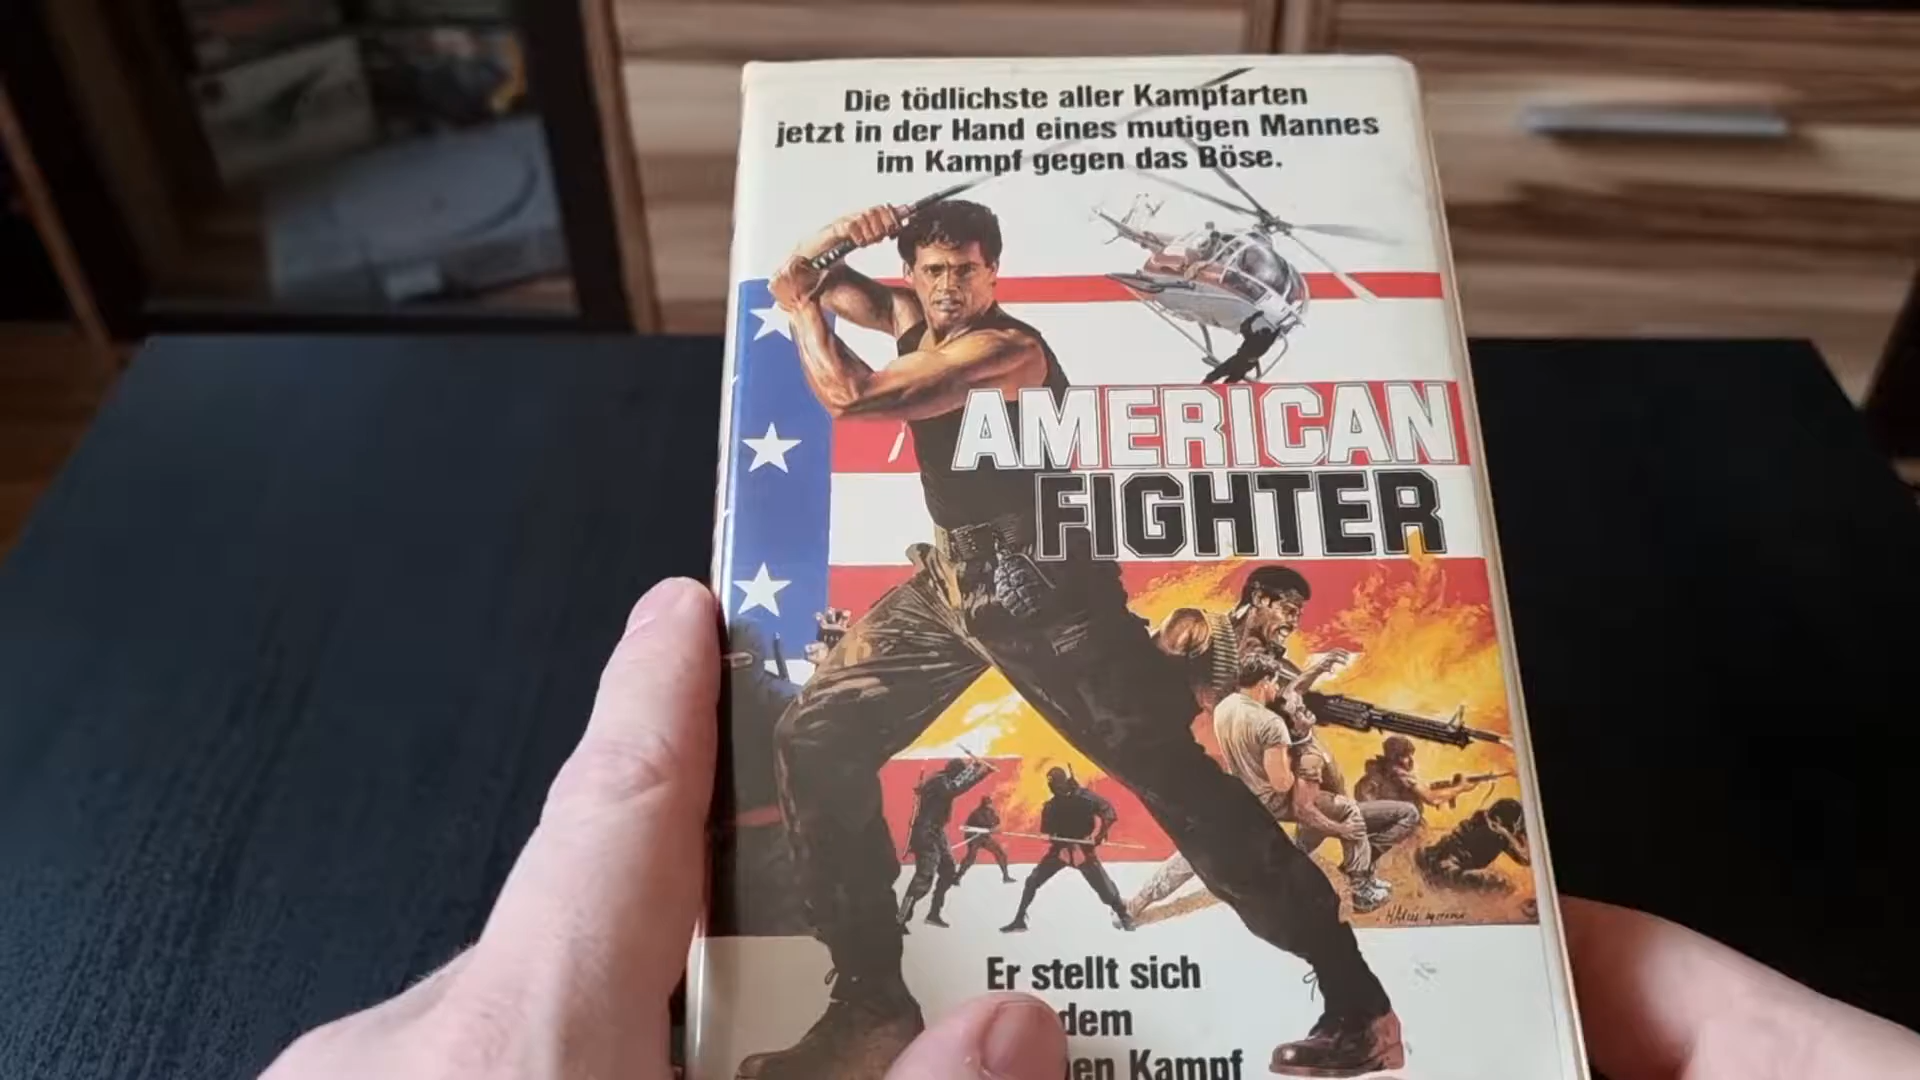 Die tödlichste aller Kampfarten
jetzt in der Hand eines mutigen Mannes
im Kampf gegen das Böse.
AMERICAN
FIGHTER
Er stellt sich
dem
Kampf